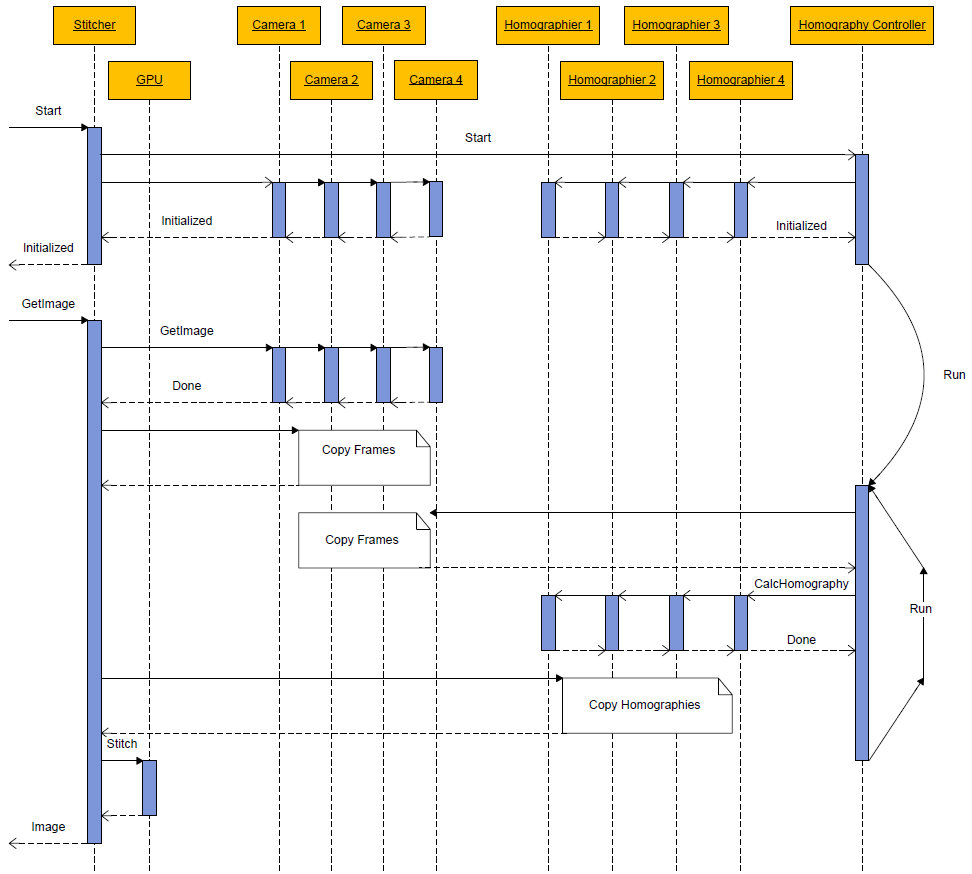 Stitcher
Camera 1
Camera 3
Homographier 1
Homographier 3
Homography Controller
GPU
Camera 2
Camera 4
Homographier 2
Homographier 4
Start
Start
Initialized
Initialized
Initialized
GetImage
GetImage
Run
Done
Copy Frames
Copy Frames
CalcHomography
Run
Done
Copy Homographies
Stitch
Image